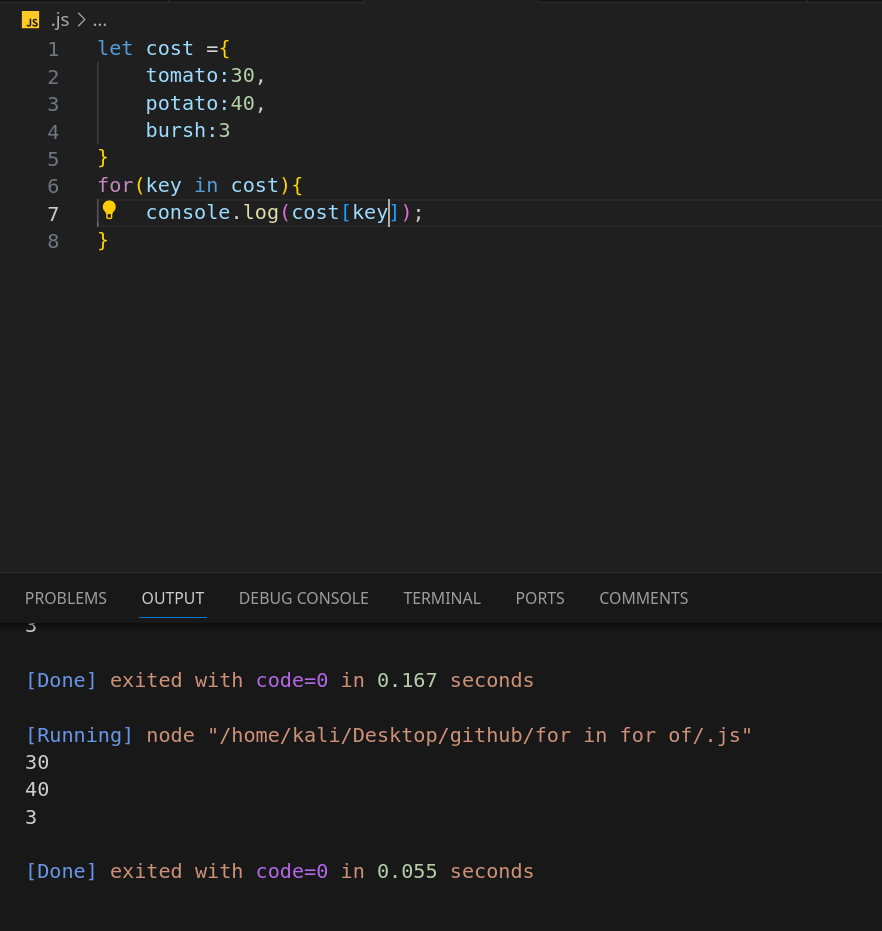 JS .js > ...
1 let cost ={
2     tomato:30,
3     potato:40,
4     bursh:3
5 }
6 for(key in cost){
7     console.log(cost[key]);
8 }
PROBLEMS OUTPUT DEBUG CONSOLE TERMINAL PORTS COMMENTS
3
[Done] exited with code=0 in 0.167 seconds
[Running] node "/home/kali/Desktop/github/for in for of/.js"
30
40
3
[Done] exited with code=0 in 0.055 seconds